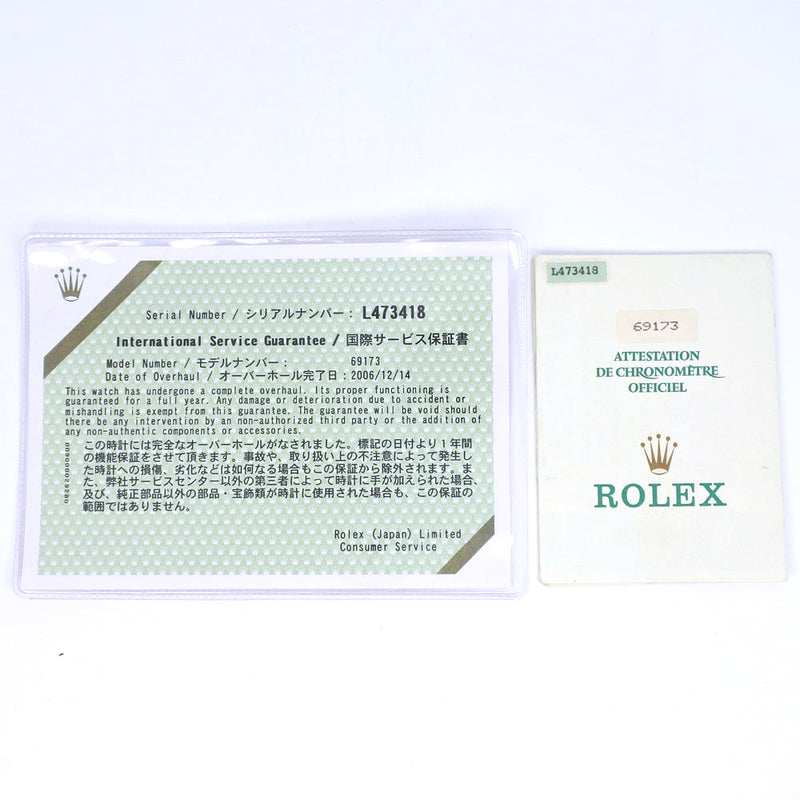 Serial Number / シリアルナンバー : L473418
International Service Guarantee / 国際サービス保証書
Model Number / モデルナンバー : 69173
Date of Overhaul / オーバーホール完了日 : 2006/12/14
This watch has undergone a complete overhaul. Its proper functioning is
guaranteed for a full year. Any damage or deterioration due to accident or
mishandling is exempt from this guarantee. The guarantee will be void should
there be any intervention by an non-authorized third party or the addition of
any non-authentic components or accessories.
この時計には完全なオーバーホールがなされました。標記の日付より1年間
の機能保証をさせて頂きます。事故や、取り扱い上の不注意によって発生し
た時計への損傷、劣化などは如何なる場合もこの保証から除外されます。ま
た、弊社サービスセンター以外の第三者によって時計に手が加えられた場合、
及び、純正部品以外の部品・宝飾類が時計に使用された場合も、この保証の
範囲ではありません。
Rolex (Japan) Limited
Consumer Service
L473418
69173
ATTESTATION
DE CHRONOMÈTRE
OFFICIEL
ROLEX